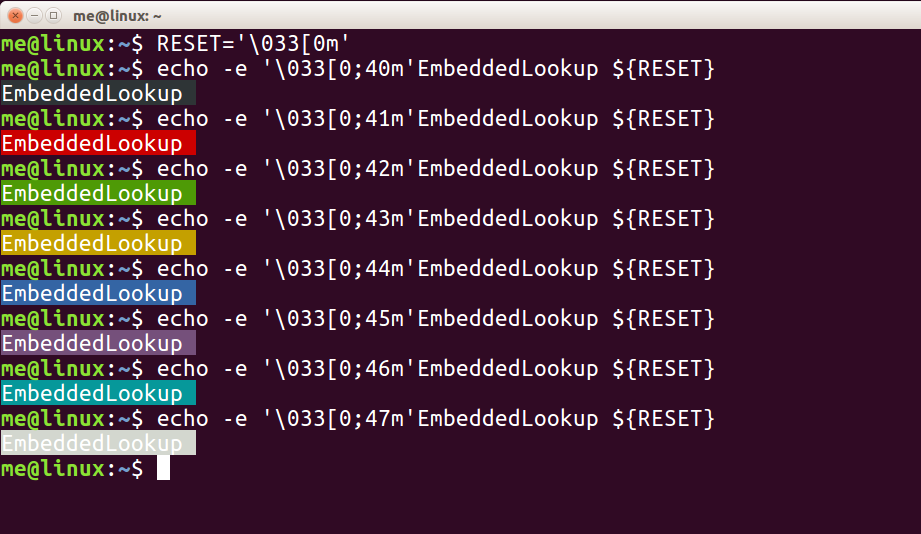 me@linux: ~
me@linux:~$ RESET='\033[0m'
me@linux:~$ echo -e '\033[0;40m'EmbeddedLookup ${RESET}
EmbeddedLookup
me@linux:~$ echo -e '\033[0;41m'EmbeddedLookup ${RESET}
EmbeddedLookup
me@linux:~$ echo -e '\033[0;42m'EmbeddedLookup ${RESET}
EmbeddedLookup
me@linux:~$ echo -e '\033[0;43m'EmbeddedLookup ${RESET}
EmbeddedLookup
me@linux:~$ echo -e '\033[0;44m'EmbeddedLookup ${RESET}
EmbeddedLookup
me@linux:~$ echo -e '\033[0;45m'EmbeddedLookup ${RESET}
EmbeddedLookup
me@linux:~$ echo -e '\033[0;46m'EmbeddedLookup ${RESET}
EmbeddedLookup
me@linux:~$ echo -e '\033[0;47m'EmbeddedLookup ${RESET}
EmbeddedLookup
me@linux:~$